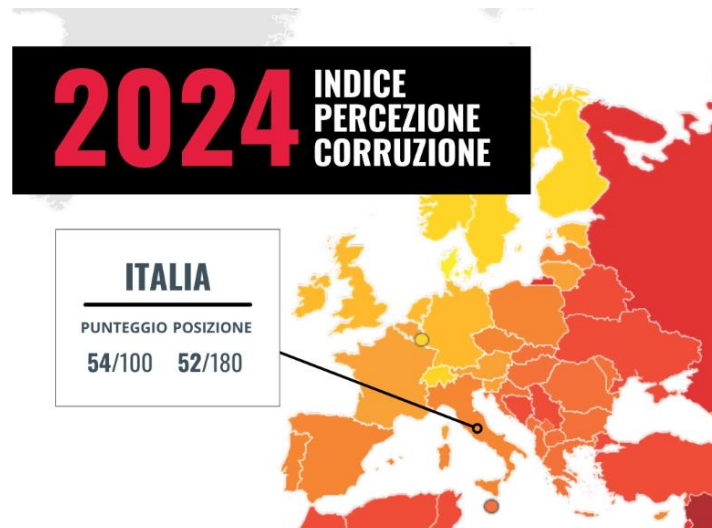 2024 INDICE
PERCEZIONE
CORRUZIONE
ITALIA
PUNTEGGIO POSIZIONE
54/100 52/180